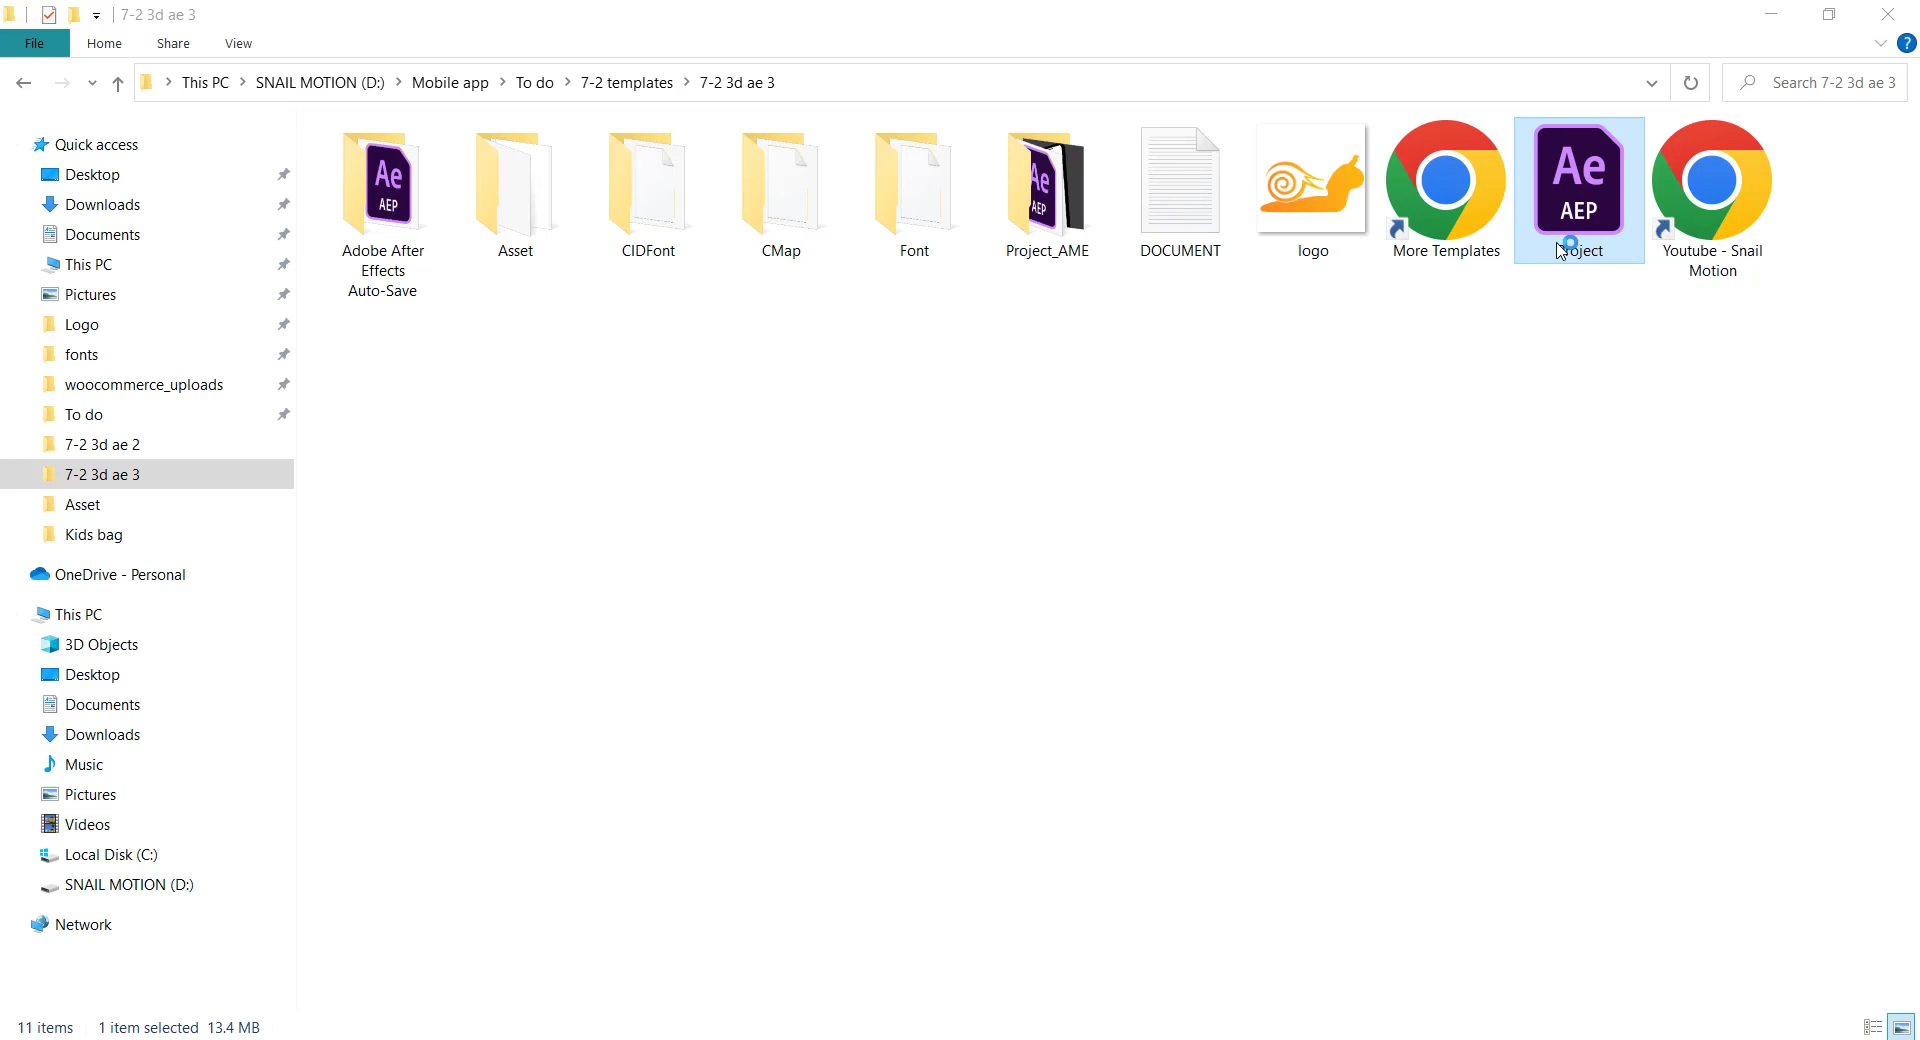 7-2 3d ae 3
File Home Share View
This PC > SNAIL MOTION (D:) > Mobile app > To do > 7-2 templates > 7-2 3d ae 3
Search 7-2 3d ae 3
Quick access
Desktop
Downloads
Documents
This PC
Pictures
Logo
fonts
woocommerce_uploads
To do
7-2 3d ae 2
7-2 3d ae 3
Asset
Kids bag
OneDrive - Personal
This PC
3D Objects
Desktop
Documents
Downloads
Music
Pictures
Videos
Local Disk (C:)
SNAIL MOTION (D:)
Network
Ae
AEP
Adobe After
Effects
Auto-Save
Asset
CIDFont
CMap
Font
Ae
AEP
Project_AME
DOCUMENT
logo
More Templates
Ae
AEP
Project
Youtube - Snail
Motion
11 items 1 item selected 13.4 MB